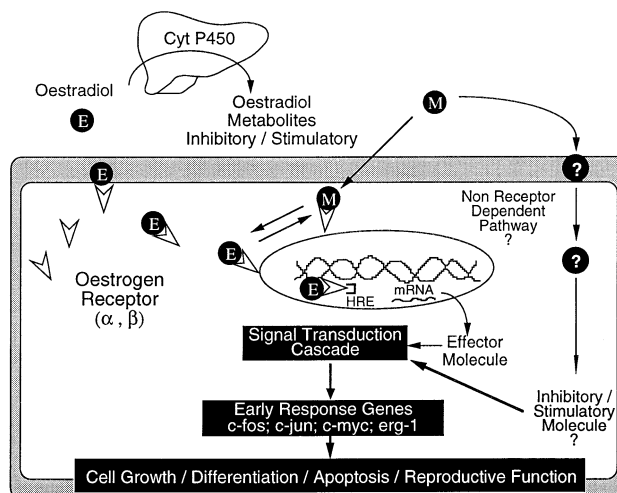 Cyt P450
Oestradiol
E
Oestradiol
Metabolites
Inhibitory / Stimulatory
M
E
?
M
Non Receptor
Dependent
Pathway
?
E
E
?
Oestrogen
Receptor
(α , β)
E
HRE
mRNA
Signal Transduction
Cascade
Effector
Molecule
Early Response Genes
c-fos; c-jun; c-myc; erg-1
Inhibitory /
Stimulatory
Molecule
?
Cell Growth / Differentiation / Apoptosis / Reproductive Function